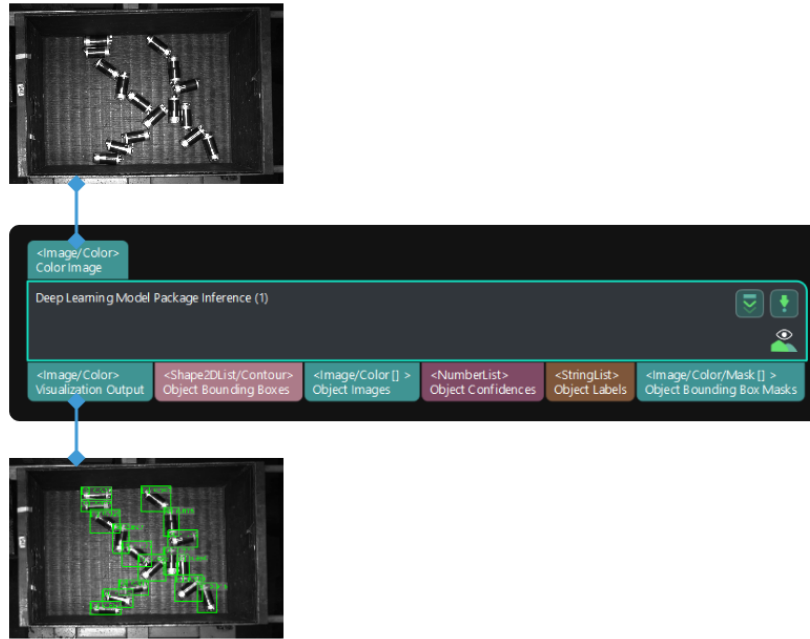 <Image/Color>
Color Image
Deep Learning Model Package Inference (1)
<Image/Color>
Visualization Output
<Shape2DList/Contour>
Object Bounding Boxes
<Image/Color [] >
Object Images
<NumberList>
Object Confidences
<StringList>
Object Labels
<Image/Color/Mask [] >
Object Bounding Box Masks